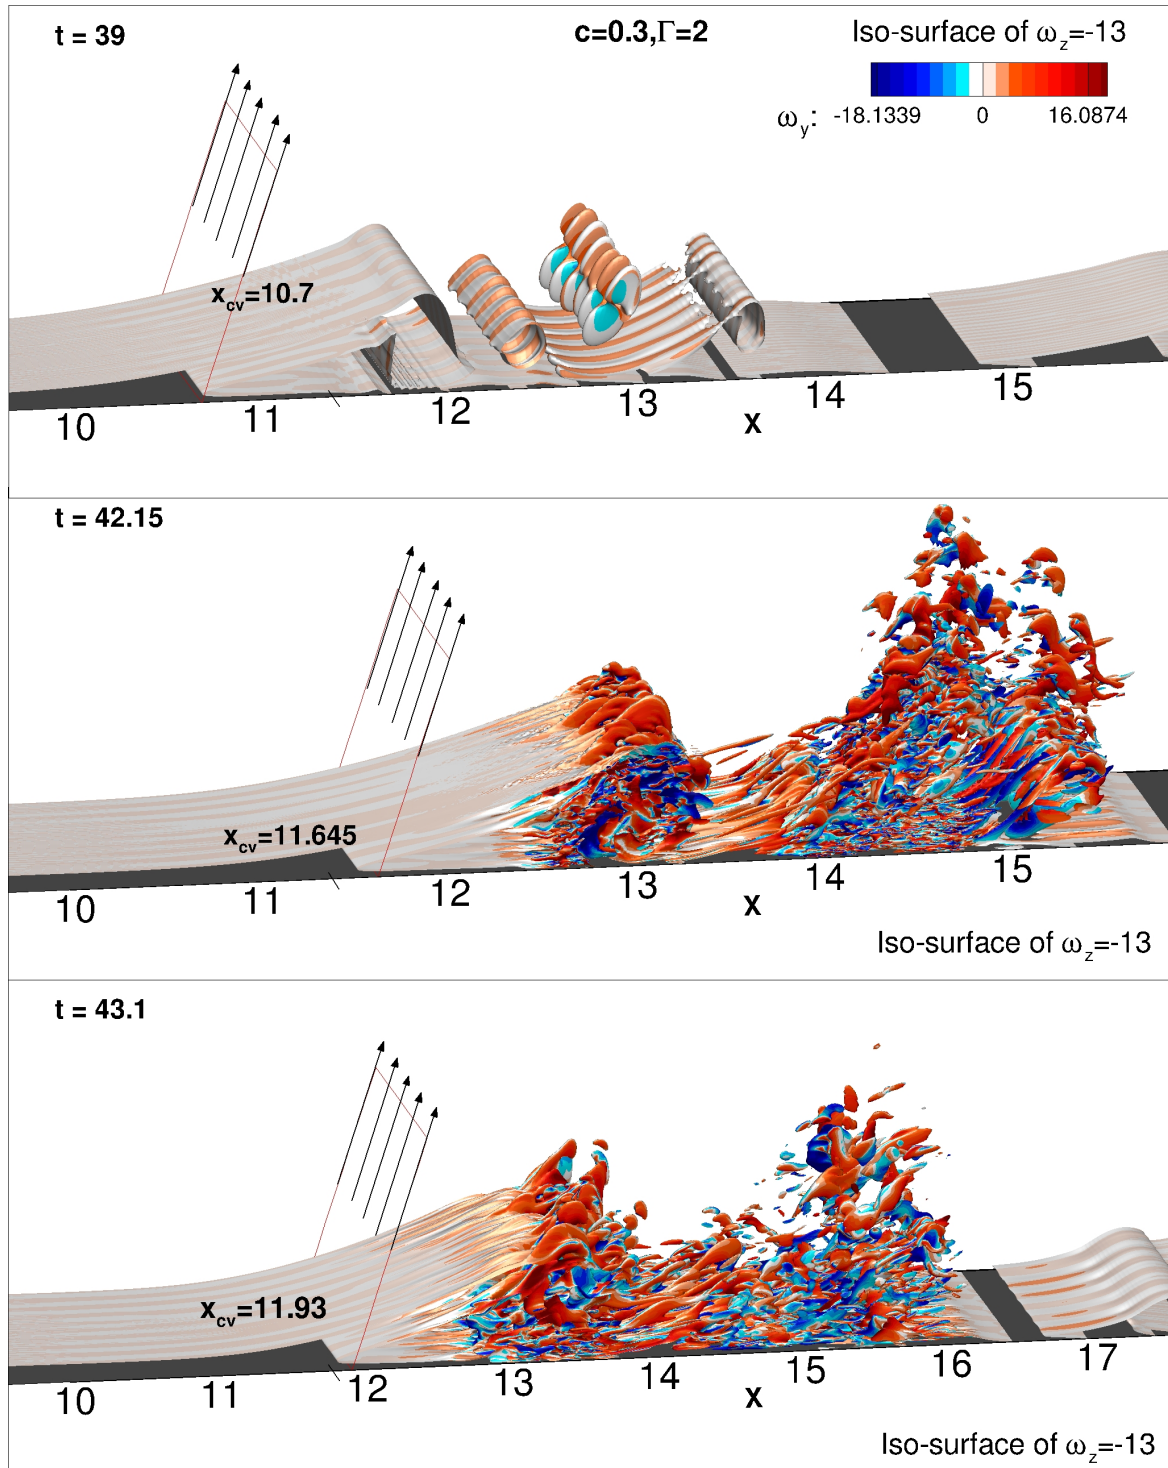 t = 39
c=0.3,Γ=2
Iso-surface of ω_z=-13
ω_y: -18.1339 0 16.0874
x_cv=10.7
10 11 12 13 14 15
x
t = 42.15
x_cv=11.645
10 11 12 13 14 15
x
Iso-surface of ω_z=-13
t = 43.1
x_cv=11.93
10 11 12 13 14 15 16 17
x
Iso-surface of ω_z=-13